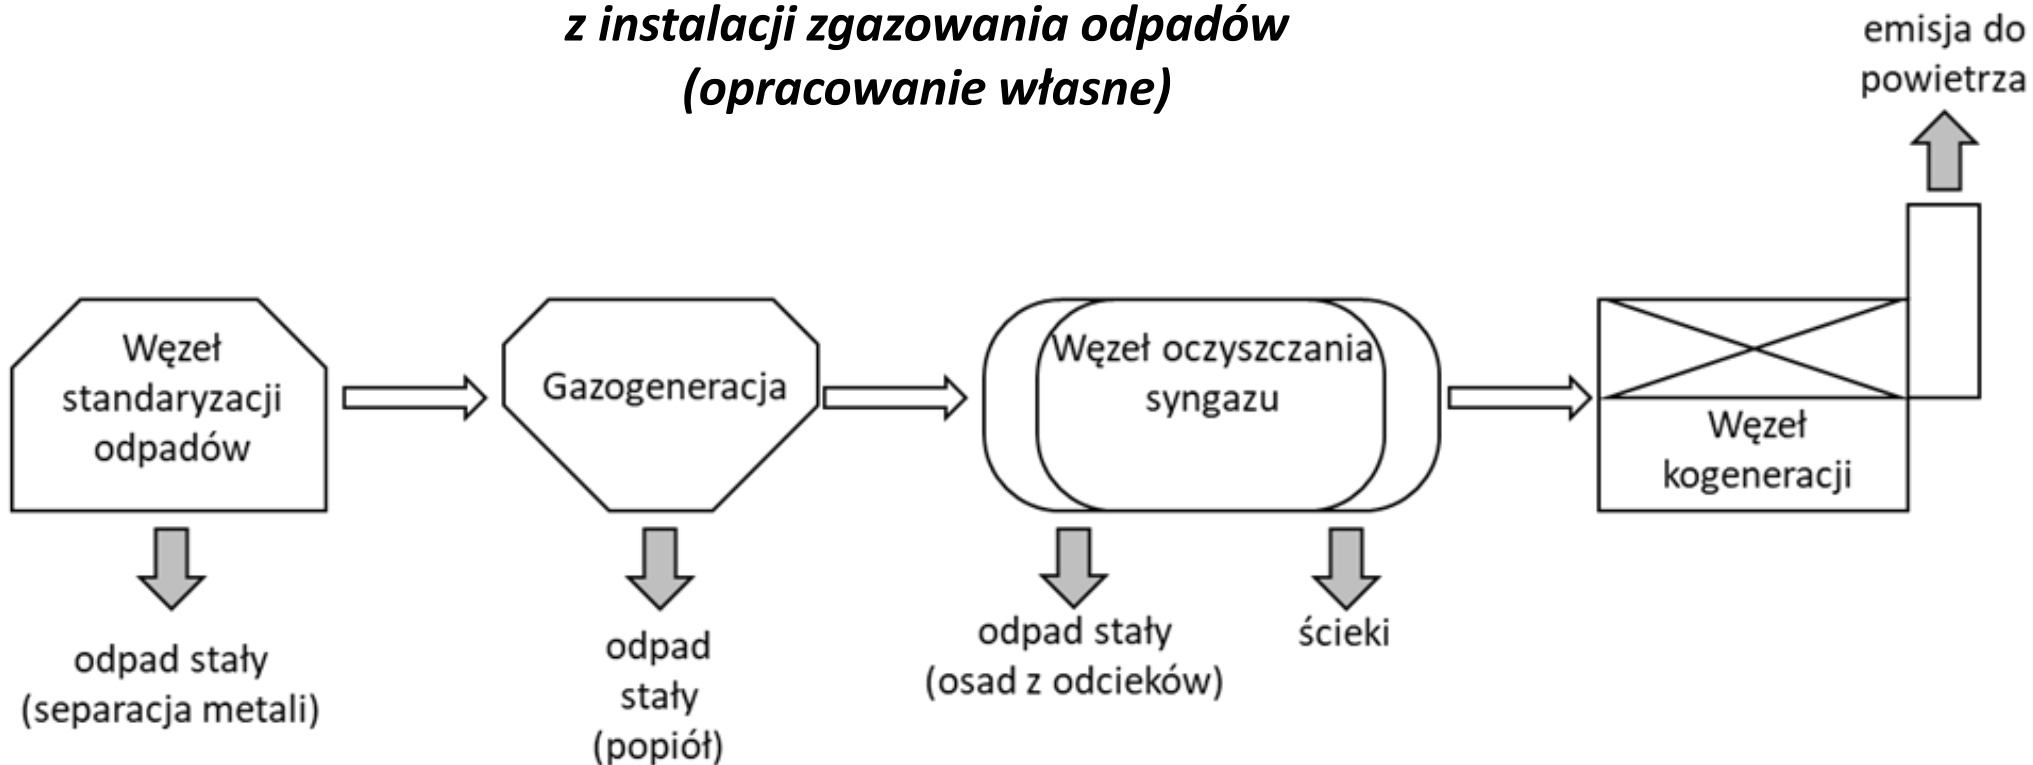 z instalacji zgazowania odpadów
(opracowanie własne)
emisja do
powietrza
Węzeł
standaryzacji
odpadów
Gazogeneracja
Węzeł oczyszczania
syngazu
Węzeł
kogeneracji
odpad stały
(separacja metali)
odpad
stały
(popiół)
odpad stały
(osad z odcieków)
ścieki